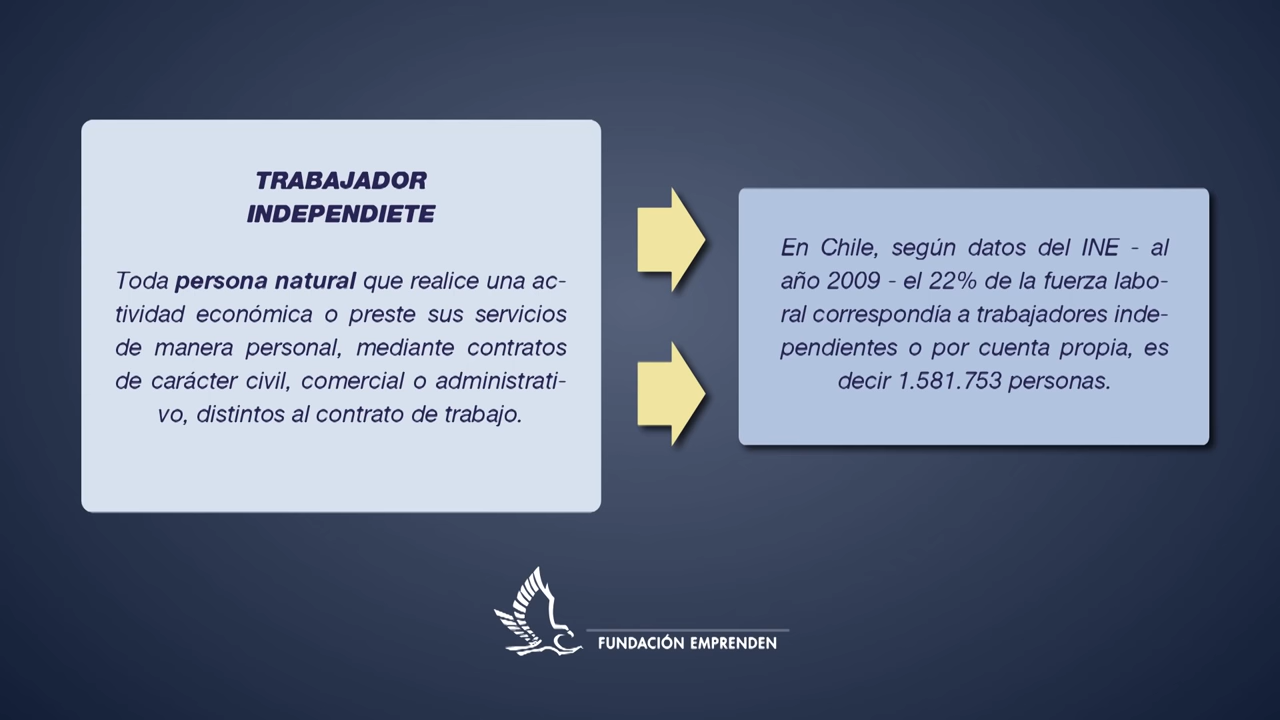 TRABAJADOR
INDEPENDIETE
Toda persona natural que realice una ac-
tividad económica o preste sus servicios
de manera personal, mediante contratos
de carácter civil, comercial o administrati-
vo, distintos al contrato de trabajo.
En Chile, según datos del INE - al
año 2009 - el 22% de la fuerza labo-
ral correspondía a trabajadores inde-
pendientes o por cuenta propia, es
decir 1.581.753 personas.
FUNDACIÓN EMPRENDEN